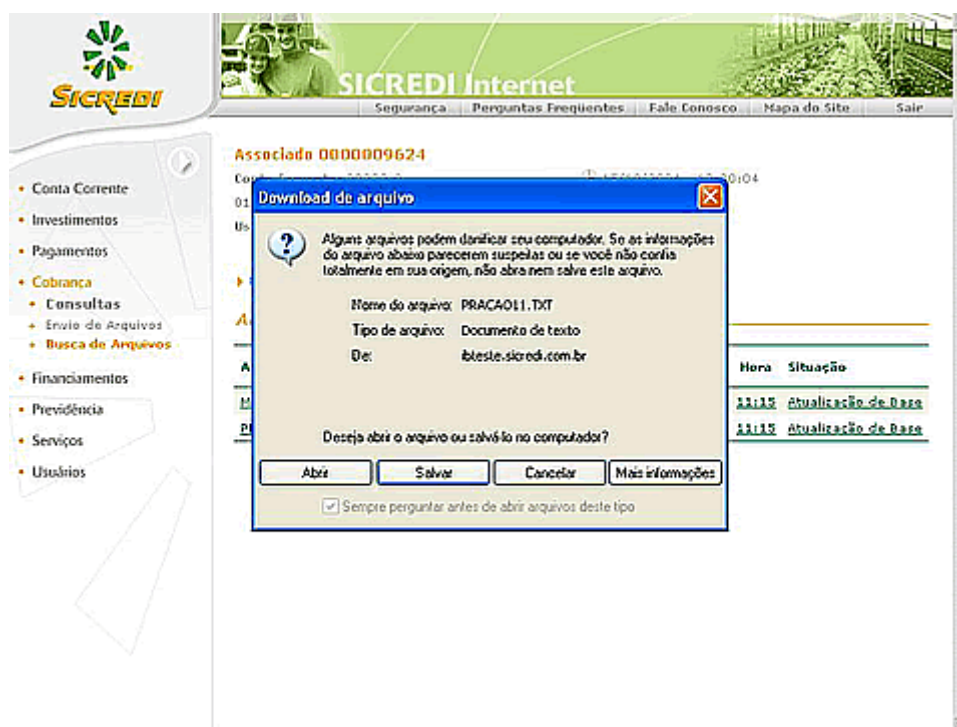 SICREDI
SICREDI Internet
Segurança Perguntas Freqüentes Fale Conosco Mapa do Site Sair
Associado 0000009624
Conta Corrente
Investimentos
Pagamentos
Cobrança
Consultas
Envio de Arquivos
Busca de Arquivos
Financiamentos
Previdência
Serviços
Usuários
Download de arquivo
Alguns arquivos podem danificar seu computador. Se as informações
do arquivo abaixo parecerem suspeitas ou se você não confia
totalmente em sua origem, não abra nem salve este arquivo.
Nome do arquivo: PRACAO11.TXT
Tipo de arquivo: Documento de texto
De: ibteste.sicredi.com.br
Deseja abrir o arquivo ou salvá-lo no computador?
Abrir Salvar Cancelar Mais informações
Sempre perguntar antes de abrir arquivos deste tipo
Hora Situação
11:15 Atualização de Base
11:15 Atualização de Base